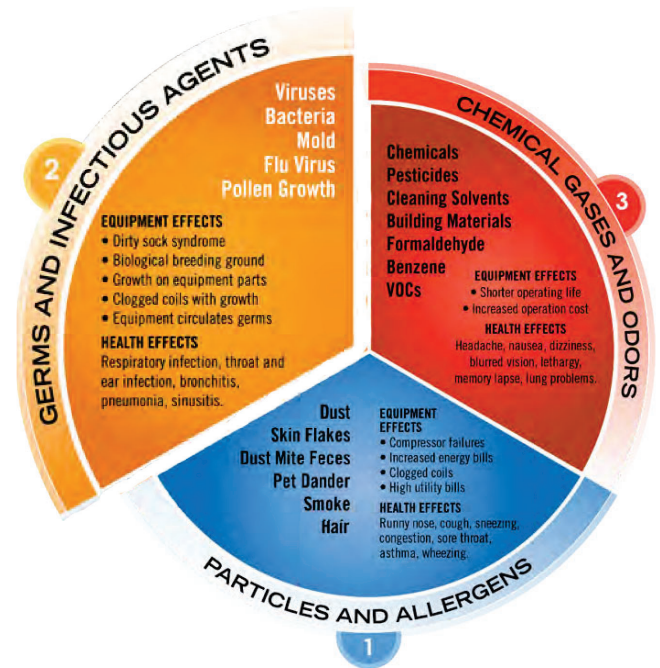 GERMS AND INFECTIOUS AGENTS
2
Viruses
Bacteria
Mold
Flu Virus
Pollen Growth
EQUIPMENT EFFECTS
• Dirty sock syndrome
• Biological breeding ground
• Growth on equipment parts
• Clogged coils with growth
• Equipment circulates germs
HEALTH EFFECTS
Respiratory infection, throat and
ear infection, bronchitis,
pneumonia, sinusitis.
CHEMICAL GASES AND ODORS
3
Chemicals
Pesticides
Cleaning Solvents
Building Materials
Formaldehyde
Benzene
VOCs
EQUIPMENT EFFECTS
• Shorter operating life
• Increased operation cost
HEALTH EFFECTS
Headache, nausea, dizziness,
blurred vision, lethargy,
memory lapse, lung problems.
Dust
Skin Flakes
Dust Mite Feces
Pet Dander
Smoke
Hair
EQUIPMENT
EFFECTS
• Compressor failures
• Increased energy bills
• Clogged coils
• High utility bills
HEALTH EFFECTS
Runny nose, cough, sneezing,
congestion, sore throat,
asthma, wheezing.
PARTICLES AND ALLERGENS
1